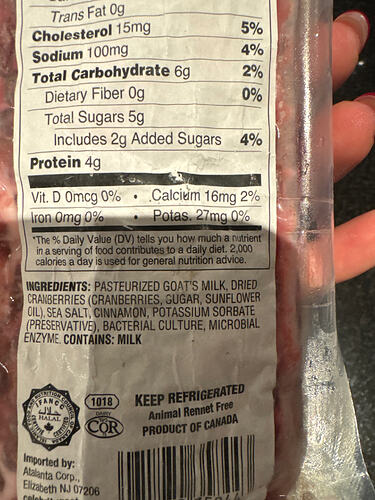 Trans Fat 0g
Cholesterol 15mg 5%
Sodium 100mg 4%
Total Carbohydrate 6g 2%
Dietary Fiber 0g 0%
Total Sugars 5g
Includes 2g Added Sugars 4%
Protein 4g
Vit. D 0mcg 0% • Calcium 16mg 2%
Iron 0mg 0% • Potas. 27mg 0%
*The % Daily Value (DV) tells you how much a nutrient
in a serving of food contributes to a daily diet. 2,000
calories a day is used for general nutrition advice.
INGREDIENTS: PASTEURIZED GOAT'S MILK, DRIED
CRANBERRIES (CRANBERRIES, SUGAR, SUNFLOWER
OIL), SEA SALT, CINNAMON, POTASSIUM SORBATE
(PRESERVATIVE), BACTERIAL CULTURE, MICROBIAL
ENZYME. CONTAINS: MILK
HALAL
حلال
1018
DAIRY
COR
KEEP REFRIGERATED
Animal Rennet Free
PRODUCT OF CANADA
Imported by:
Atalanta Corp.,
Elizabeth NJ 07206